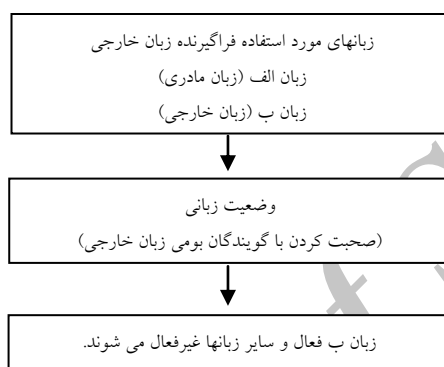 زبانهای مورد استفاده فراگیرنده زبان خارجی
زبان الف (زبان مادری)
زبان ب (زبان خارجی)
وضعیت زبانی
(صحبت کردن با گویندگان بومی زبان خارجی)
زبان ب فعال و سایر زبانها غیرفعال می شوند.